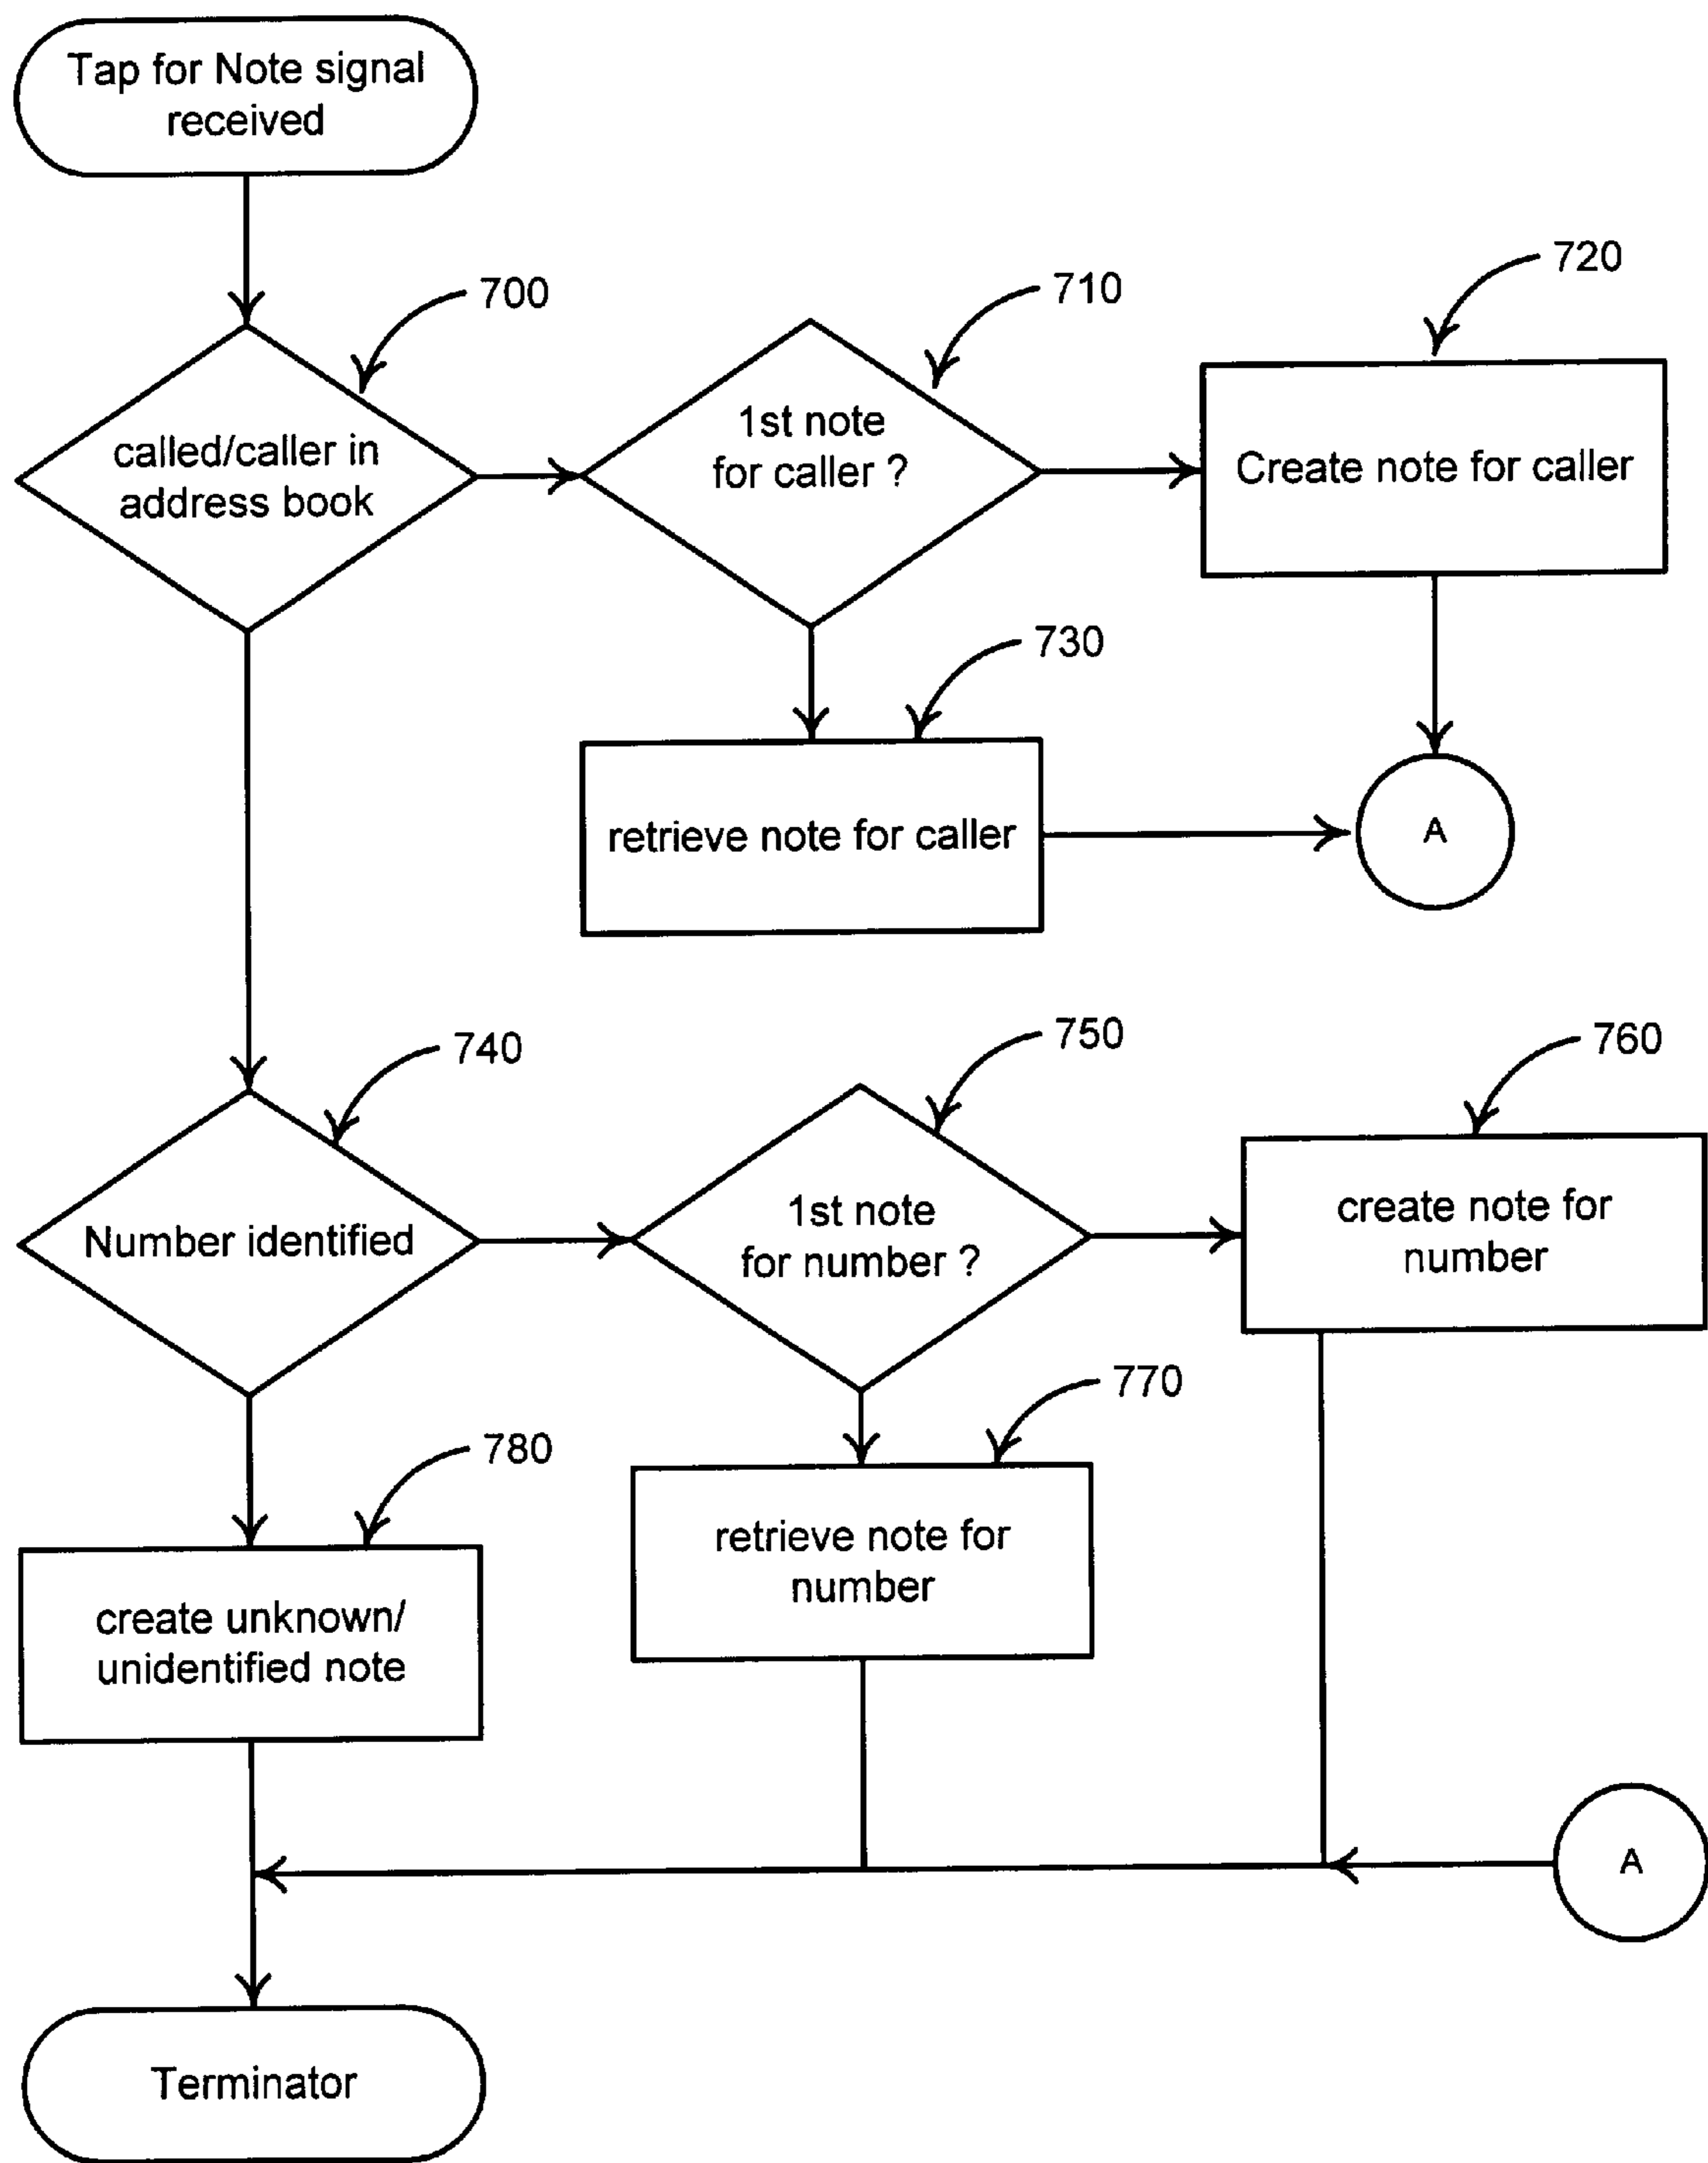 Tap for Note signal
received
700
710
720
called/caller in
address book
1st note
for caller ?
Create note for caller
730
retrieve note for caller
A
740
750
760
Number identified
1st note
for number ?
create note for
number
770
780
retrieve note for
number
create unknown/
unidentified note
A
Terminator